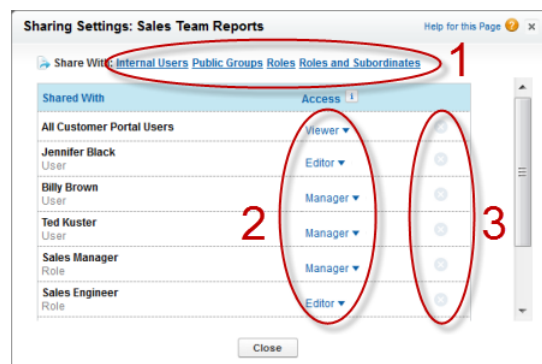 Sharing Settings: Sales Team Reports
Help for this Page ? x
Share With: Internal Users Public Groups Roles Roles and Subordinates
1
Shared With Access i
All Customer Portal Users Viewer ▼
Jennifer Black
User
Editor ▼
Billy Brown
User
Manager ▼
Ted Kuster
User
Manager ▼
2
3
Sales Manager
Role
Manager ▼
Sales Engineer
Role
Editor ▼
Close